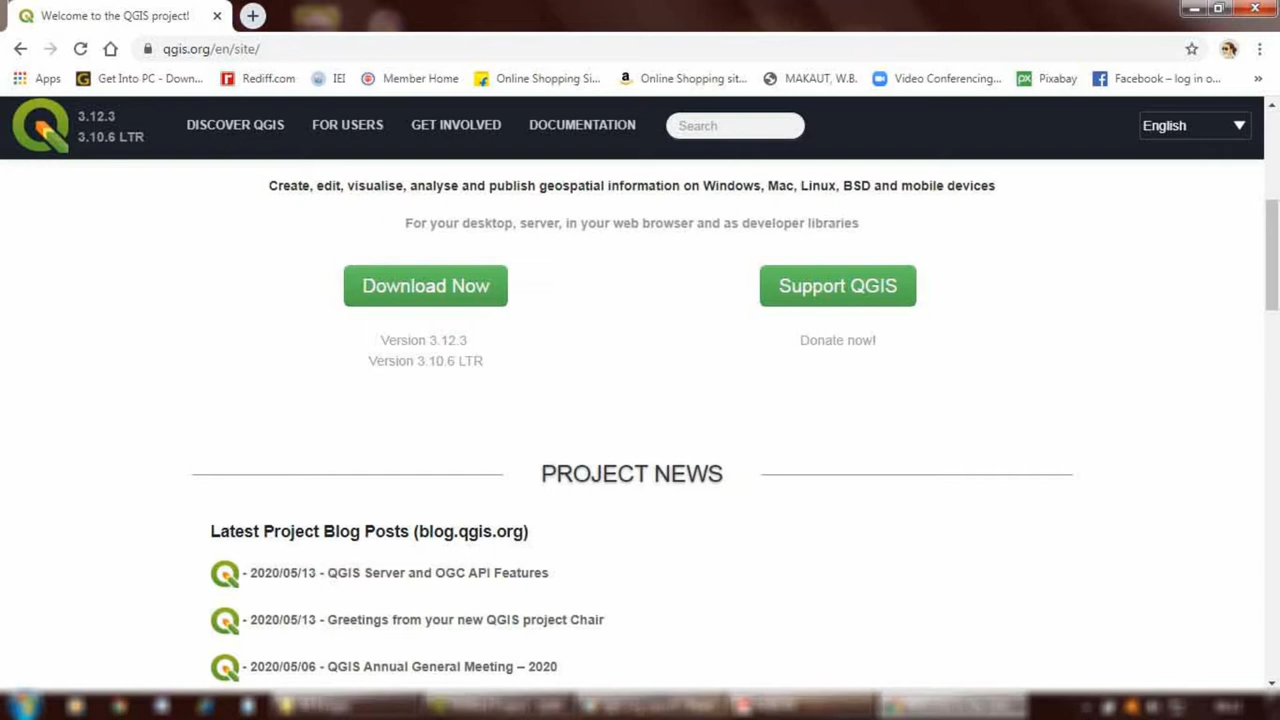 Welcome to the QGIS project!
qgis.org/en/site/
Apps Get Into PC - Down... Rediff.com IEI Member Home Online Shopping Si... Online Shopping sit... MAKAUT, W.B. Video Conferencing... Pixabay Facebook – log in o... »
3.12.3
3.10.6 LTR
DISCOVER QGIS FOR USERS GET INVOLVED DOCUMENTATION Search English
Create, edit, visualise, analyse and publish geospatial information on Windows, Mac, Linux, BSD and mobile devices
For your desktop, server, in your web browser and as developer libraries
Download Now Support QGIS
Version 3.12.3 Donate now!
Version 3.10.6 LTR
PROJECT NEWS
Latest Project Blog Posts (blog.qgis.org)
- 2020/05/13 - QGIS Server and OGC API Features
- 2020/05/13 - Greetings from your new QGIS project Chair
- 2020/05/06 - QGIS Annual General Meeting – 2020